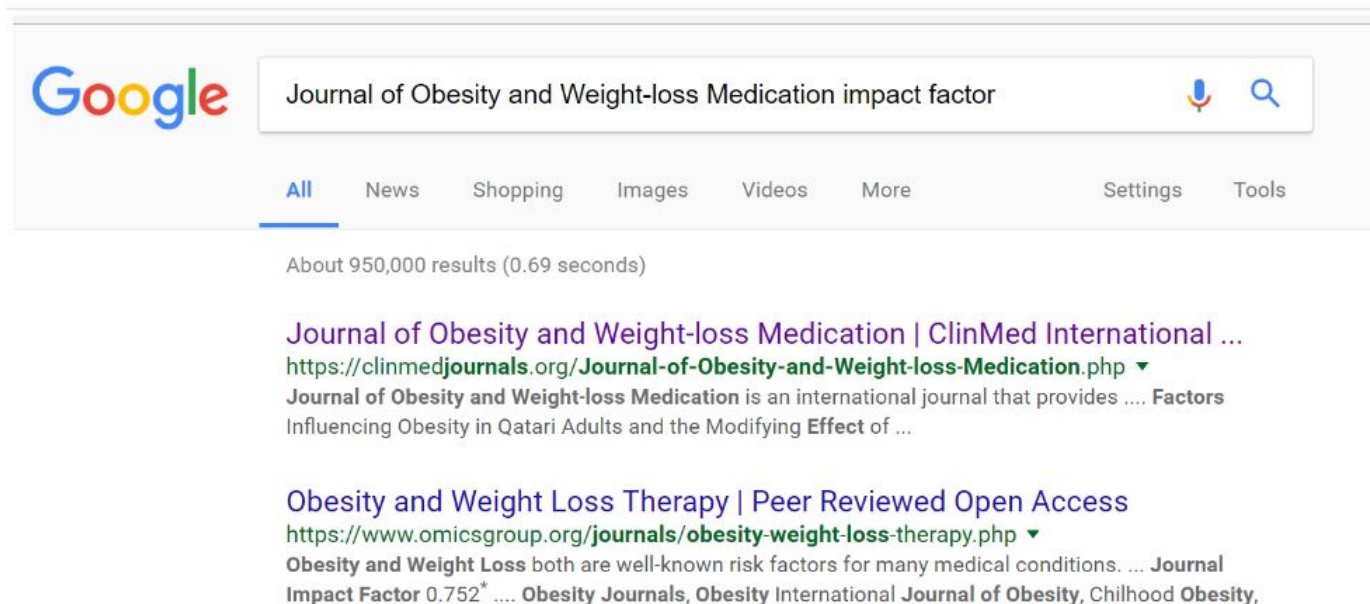 Google
Journal of Obesity and Weight-loss Medication impact factor
All News Shopping Images Videos More Settings Tools
About 950,000 results (0.69 seconds)
Journal of Obesity and Weight-loss Medication | ClinMed International ...
https://clinmedjournals.org/Journal-of-Obesity-and-Weight-loss-Medication.php ▼
Journal of Obesity and Weight-loss Medication is an international journal that provides .... Factors
Influencing Obesity in Qatari Adults and the Modifying Effect of ...
Obesity and Weight Loss Therapy | Peer Reviewed Open Access
https://www.omicsgroup.org/journals/obesity-weight-loss-therapy.php ▼
Obesity and Weight Loss both are well-known risk factors for many medical conditions. ... Journal
Impact Factor 0.752* .... Obesity Journals, Obesity International Journal of Obesity, Chilhood Obesity,